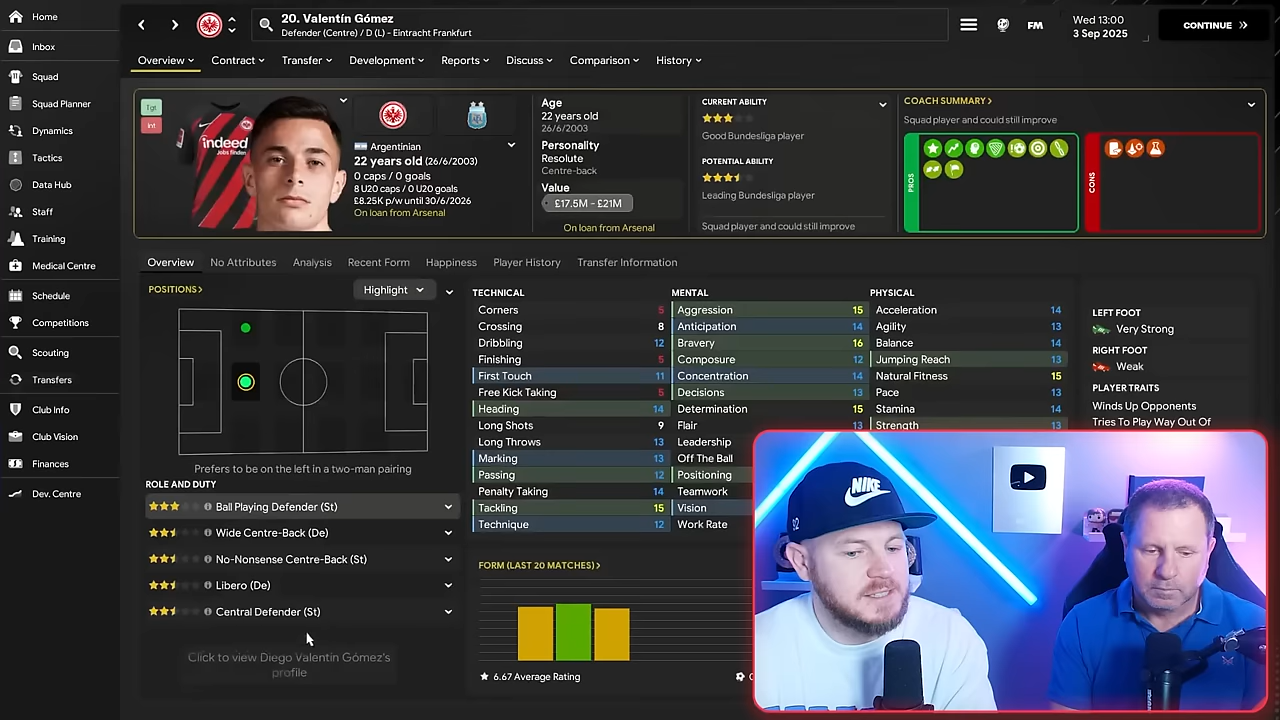 Home
Inbox
Squad
Squad Planner
Dynamics
Tactics
Data Hub
Staff
Training
Medical Centre
Schedule
Competitions
Scouting
Transfers
Club Info
Club Vision
Finances
Dev. Centre
20. Valentín Gómez
Defender (Centre) / D (L) - Eintracht Frankfurt
FM
Wed 13:00
3 Sep 2025
CONTINUE
Overview
Contract
Transfer
Development
Reports
Discuss
Comparison
History
Tgt
Int
indeed
Argentinian
22 years old (26/6/2003)
0 caps / 0 goals
8 U20 caps / 0 U20 goals
£8.25K p/w until 30/6/2026
On loan from Arsenal
Age
22 years old
26/6/2003
Personality
Resolute
Centre-back
Value
£17.5M - £21M
On loan from Arsenal
CURRENT ABILITY
Good Bundesliga player
POTENTIAL ABILITY
Leading Bundesliga player
Squad player and could still improve
COACH SUMMARY >
Squad player and could still improve
PROS
CONS
Overview
No Attributes
Analysis
Recent Form
Happiness
Player History
Transfer Information
POSITIONS >
Highlight
Prefers to be on the left in a two-man pairing
ROLE AND DUTY
Ball Playing Defender (St)
Wide Centre-Back (De)
No-Nonsense Centre-Back (St)
Libero (De)
Central Defender (St)
Click to view Diego Valentín Gómez's
profile
TECHNICAL
Corners 5
Crossing 8
Dribbling 12
Finishing 5
First Touch 11
Free Kick Taking 5
Heading 14
Long Shots 9
Long Throws 13
Marking 13
Passing 12
Penalty Taking 14
Tackling 15
Technique 12
MENTAL
Aggression 15
Anticipation 14
Bravery 16
Composure 12
Concentration 14
Decisions 13
Determination 15
Flair 13
Leadership
Off The Ball
Positioning
Teamwork
Vision
Work Rate
PHYSICAL
Acceleration 14
Agility 13
Balance 14
Jumping Reach 13
Natural Fitness 15
Pace 13
Stamina 14
Strength 13
LEFT FOOT
Very Strong
RIGHT FOOT
Weak
PLAYER TRAITS
Winds Up Opponents
Tries To Play Way Out Of
FORM (LAST 20 MATCHES) >
6.67 Average Rating
NIKE